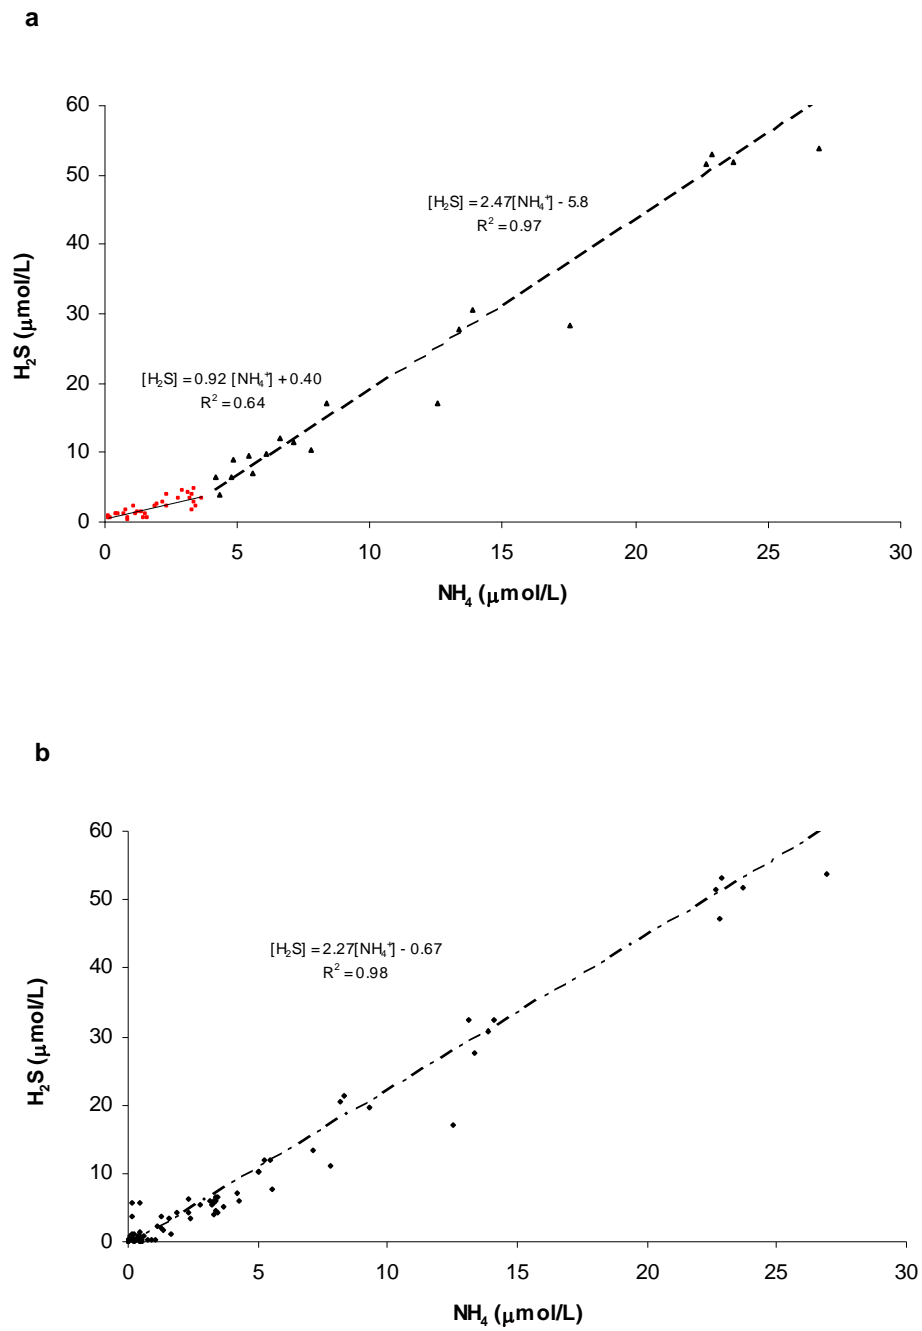 a
60
50
40
30
20
10
0
H₂S (μmol/L)
[H₂S] = 2.47[NH₄⁺] - 5.8
R² = 0.97
[H₂S] = 0.92 [NH₄⁺] + 0.40
R² = 0.64
0 5 10 15 20 25 30
NH₄ (μmol/L)
b
60
50
40
30
20
10
0
H₂S (μmol/L)
[H₂S] = 2.27[NH₄⁺] - 0.67
R² = 0.98
0 5 10 15 20 25 30
NH₄ (μmol/L)